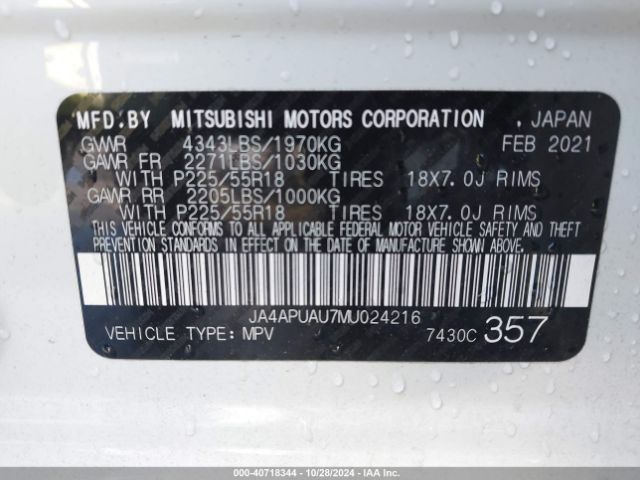 MFD.BY MITSUBISHI MOTORS CORPORATION . JAPAN
GVWR 4343LBS/1970KG FEB 2021
GAWR FR 2271LBS/1030KG
WITH P225/55R18 TIRES 18X7.0J RIMS
GAWR RR 2205LBS/1000KG
WITH P225/55R18 TIRES 18X7.0J RIMS
THIS VEHICLE CONFORMS TO ALL APPLICABLE FEDERAL MOTOR VEHICLE SAFETY AND THEFT
PREVENTION STANDARDS IN EFFECT ON THE DATE OF MANUFACTURE SHOWN ABOVE.
JA4APUAU7MU024216
VEHICLE TYPE: MPV 7430C 357
000-40718344 | 10/28/2024 | IAA Inc. Copyright